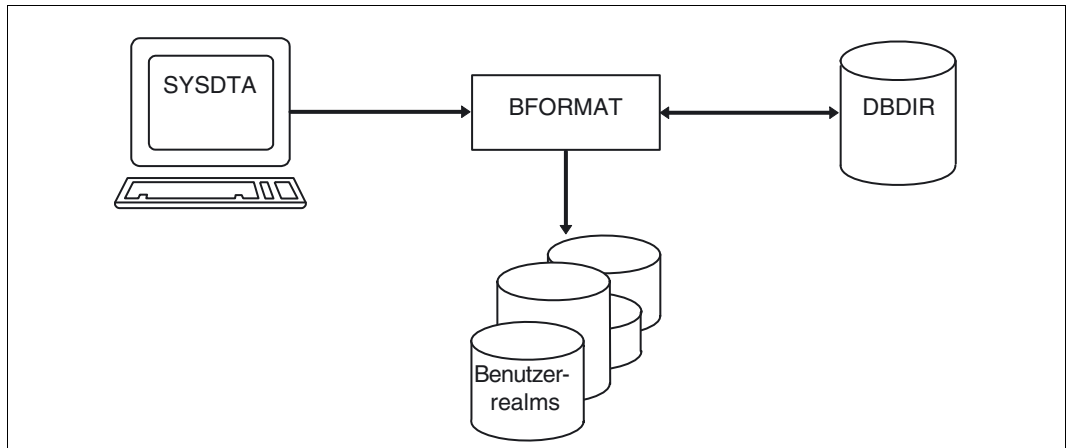 SYSDTA
BFORMAT
DBDIR
Benutzer-
realms